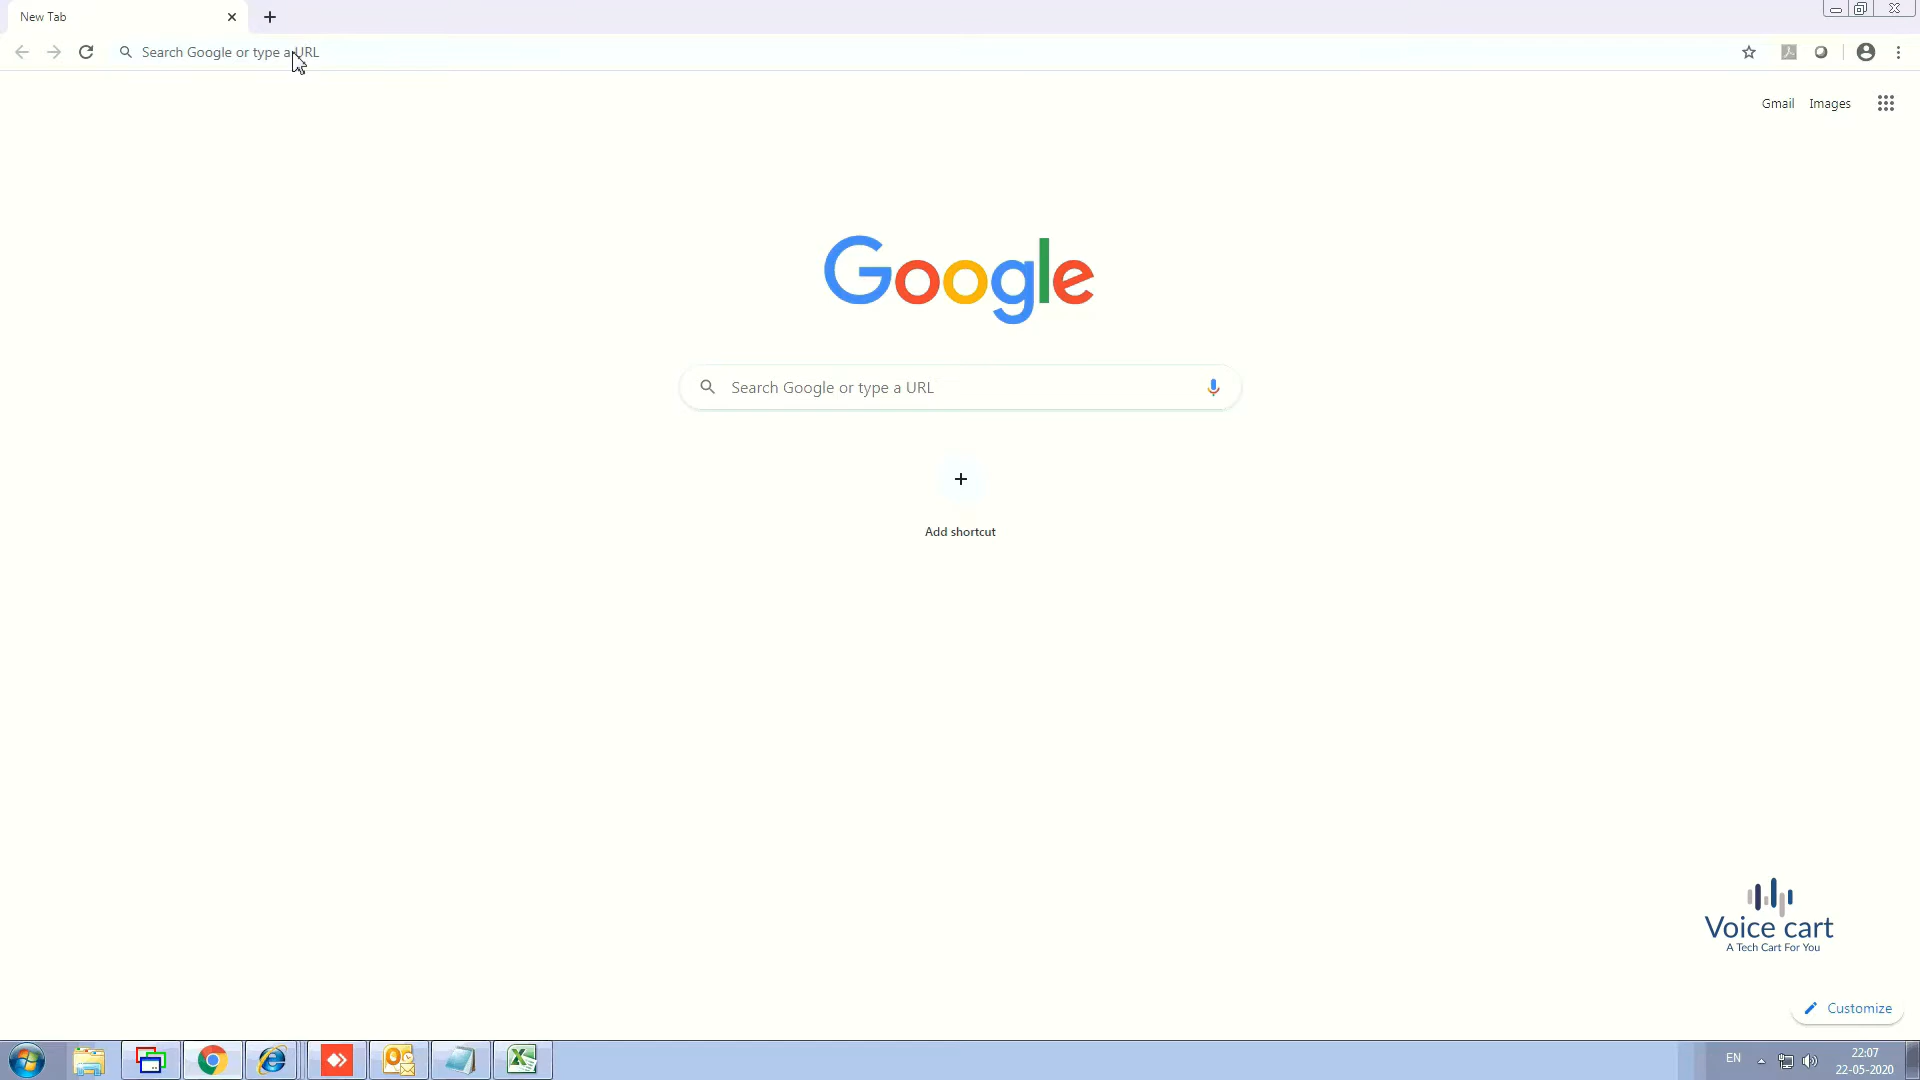 New Tab
Search Google or type a URL
Gmail Images
Google
Search Google or type a URL
Add shortcut
Voice cart
A Tech Cart For You
Customize
EN
22:07
22-05-2020